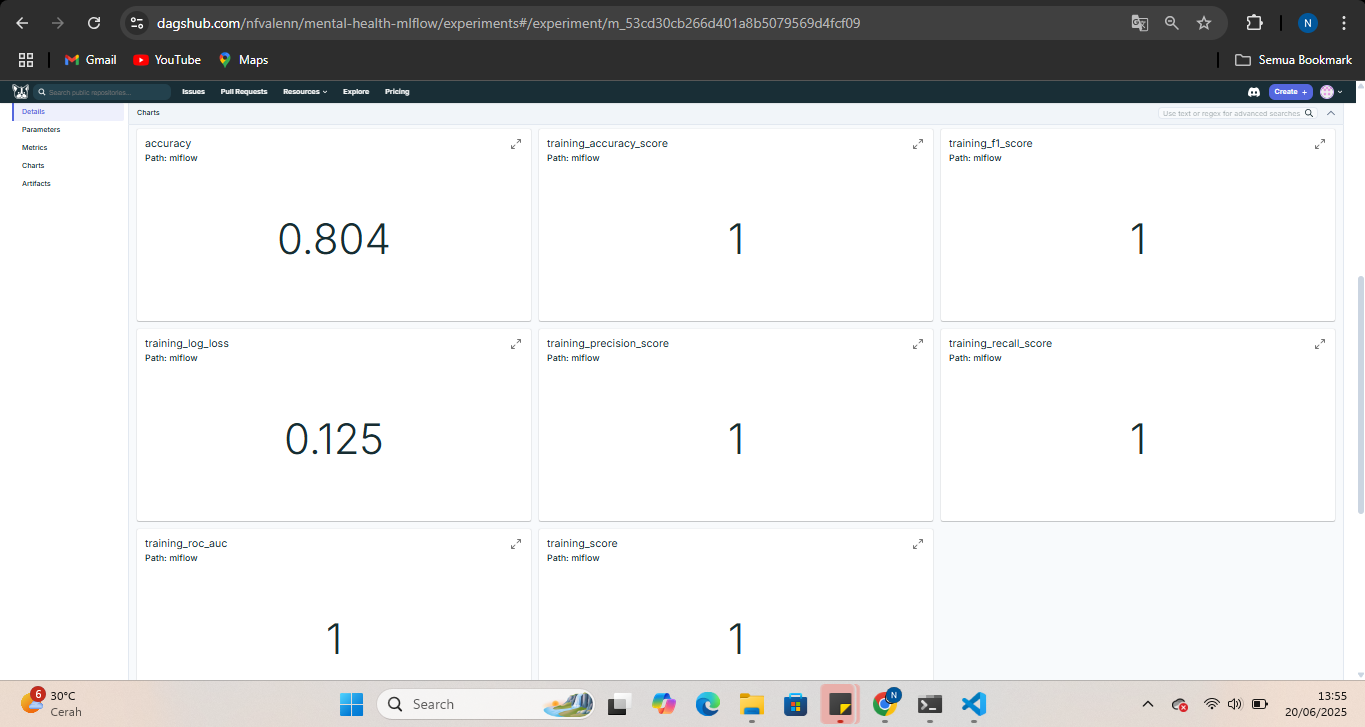 dagshub.com/nfvalenn/mental-health-mlflow/experiments#/experiment/m_53cd30cb266d401a8b5079569d4fcf09
N
Gmail
YouTube
Maps
Semua Bookmark
Search public repositories...
Issues
Pull Requests
Resources
Explore
Pricing
Create +
Details
Parameters
Metrics
Charts
Artifacts
Charts
Use text or regex for advanced searches
accuracy
Path: mlflow
0.804
training_accuracy_score
Path: mlflow
1
training_f1_score
Path: mlflow
1
training_log_loss
Path: mlflow
0.125
training_precision_score
Path: mlflow
1
training_recall_score
Path: mlflow
1
training_roc_auc
Path: mlflow
1
training_score
Path: mlflow
1
6
30°C
Cerah
Search
N
13:55
20/06/2025